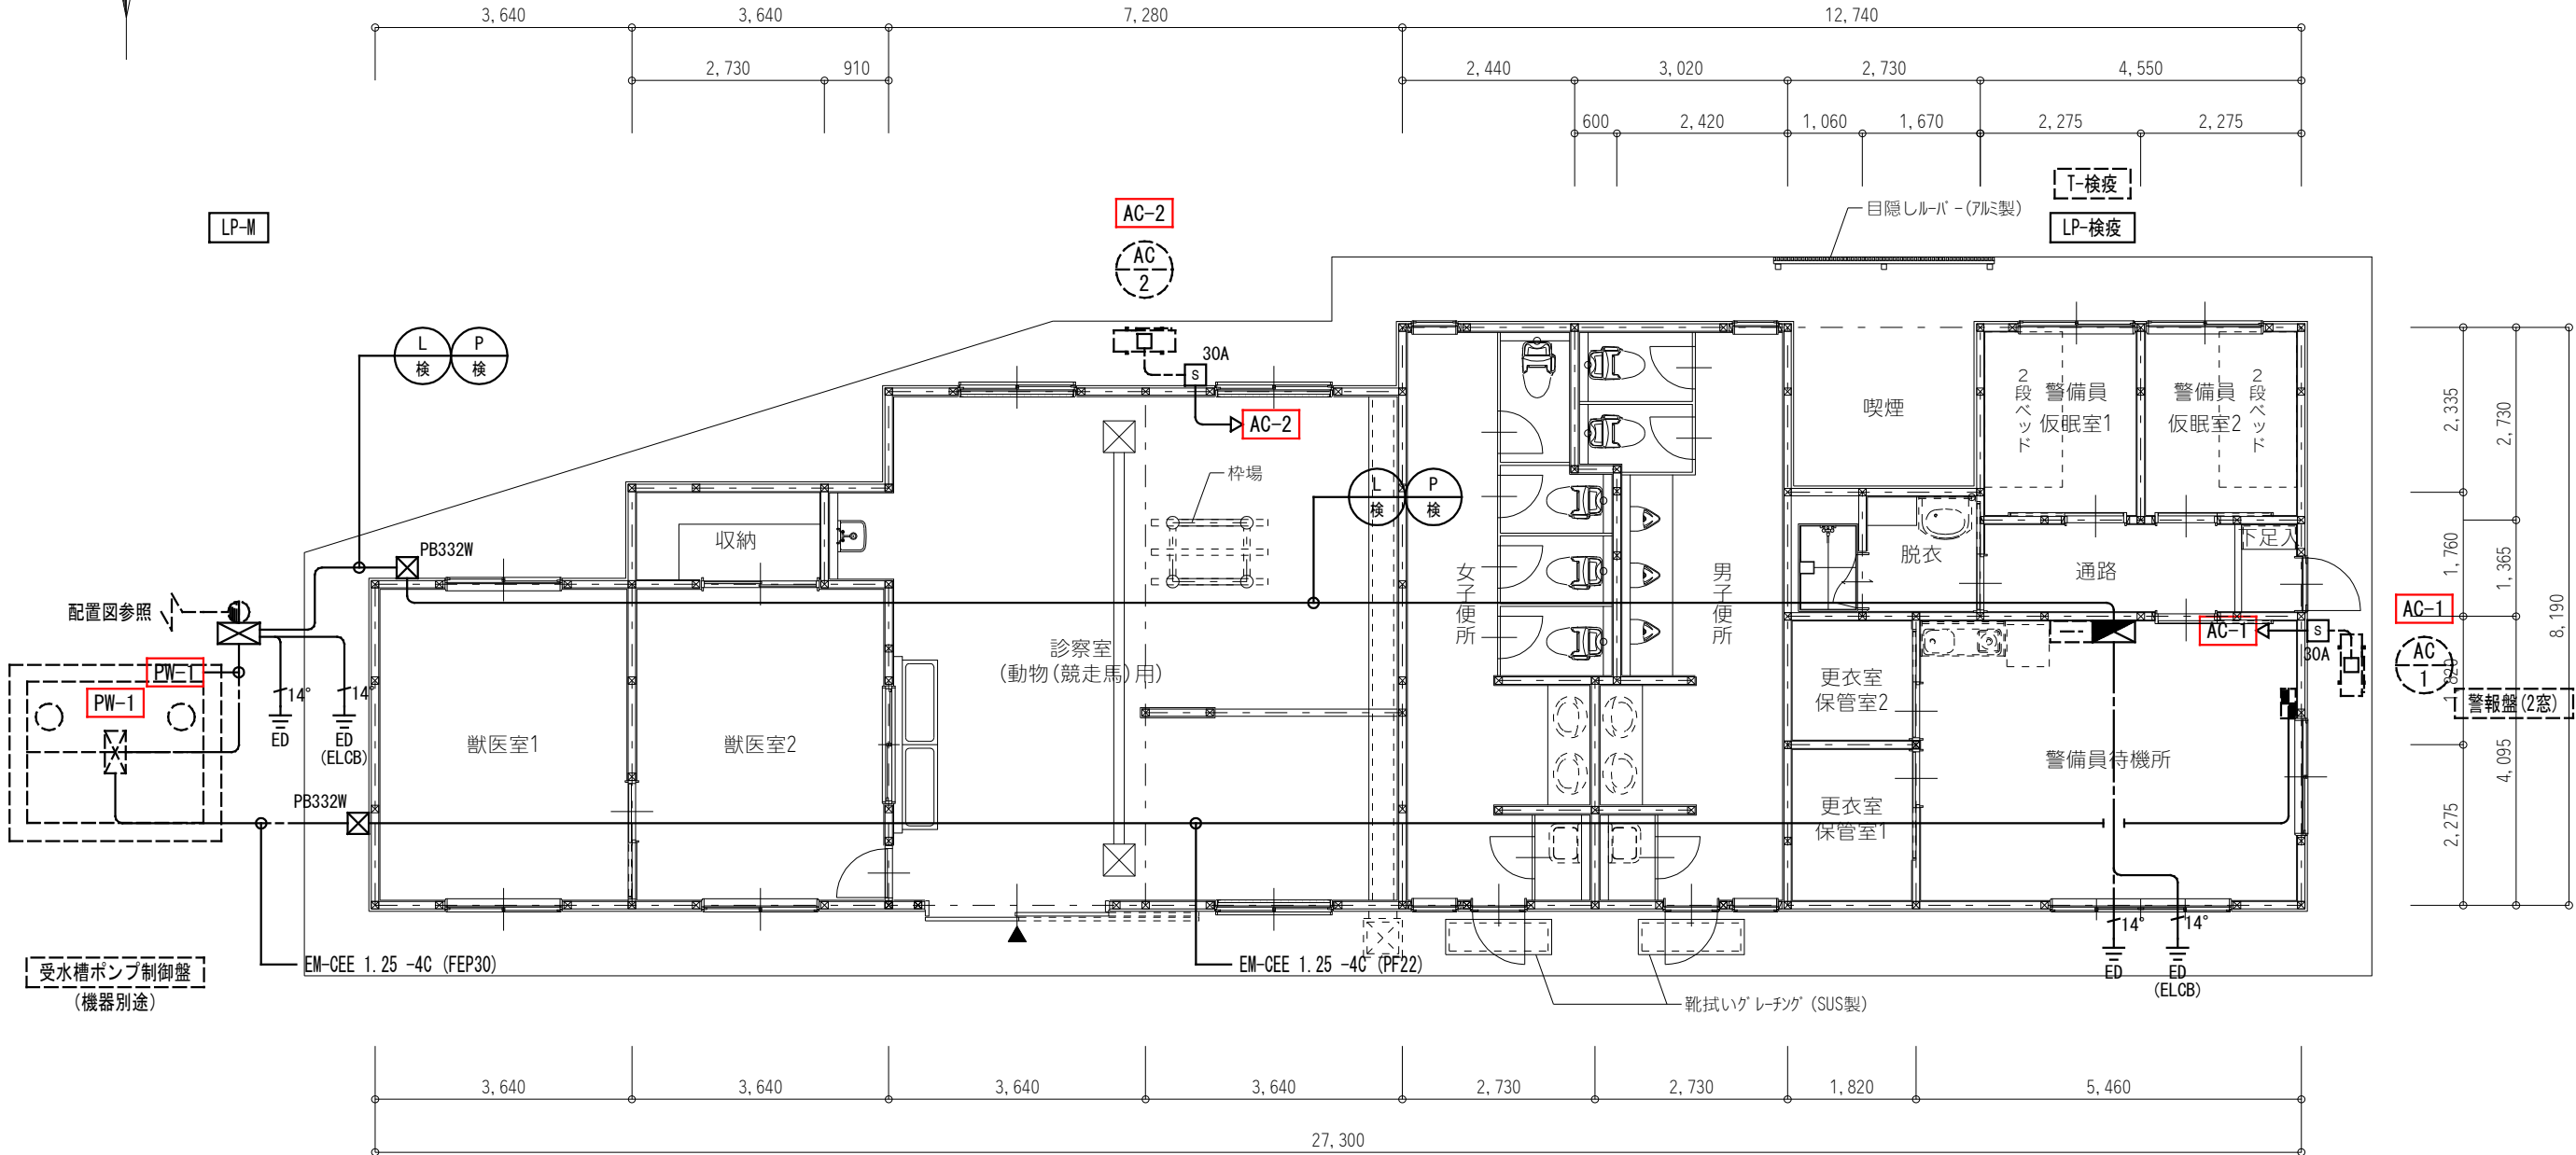 3,640
3,640
7,280
12,740
2,730
910
2,440
3,020
2,730
4,550
600
2,420
1,060
1,670
2,275
2,275
T-検疫
LP-M
AC-2
目隠しルーバー(アルミ製)
LP-検疫
AC
2
L
検
P
検
30A
S
AC-2
枠場
L
検
P
検
喫煙
2段ベッド
警備員
仮眠室1
警備員
仮眠室2
2段ベッド
2,335
2,730
PB332W
収納
脱衣
通路
下足入
1,760
1,365
8,190
配置図参照
女子便所
男子便所
AC-1
S
30A
AC-1
AC
1
1,820
PW-1
PW-1
14°
14°
ED
ED
(ELCB)
診察室
(動物(競走馬)用)
更衣室
保管室2
警報盤(2窓)
獣医室1
獣医室2
警備員待機所
4,095
PB332W
更衣室
保管室1
2,275
14°
14°
受水槽ポンプ制御盤
(機器別途)
EM-CEE 1.25 -4C (FEP30)
EM-CEE 1.25 -4C (PF22)
ED
ED
(ELCB)
靴拭いグレーチング(SUS製)
3,640
3,640
3,640
3,640
2,730
2,730
1,820
5,460
27,300